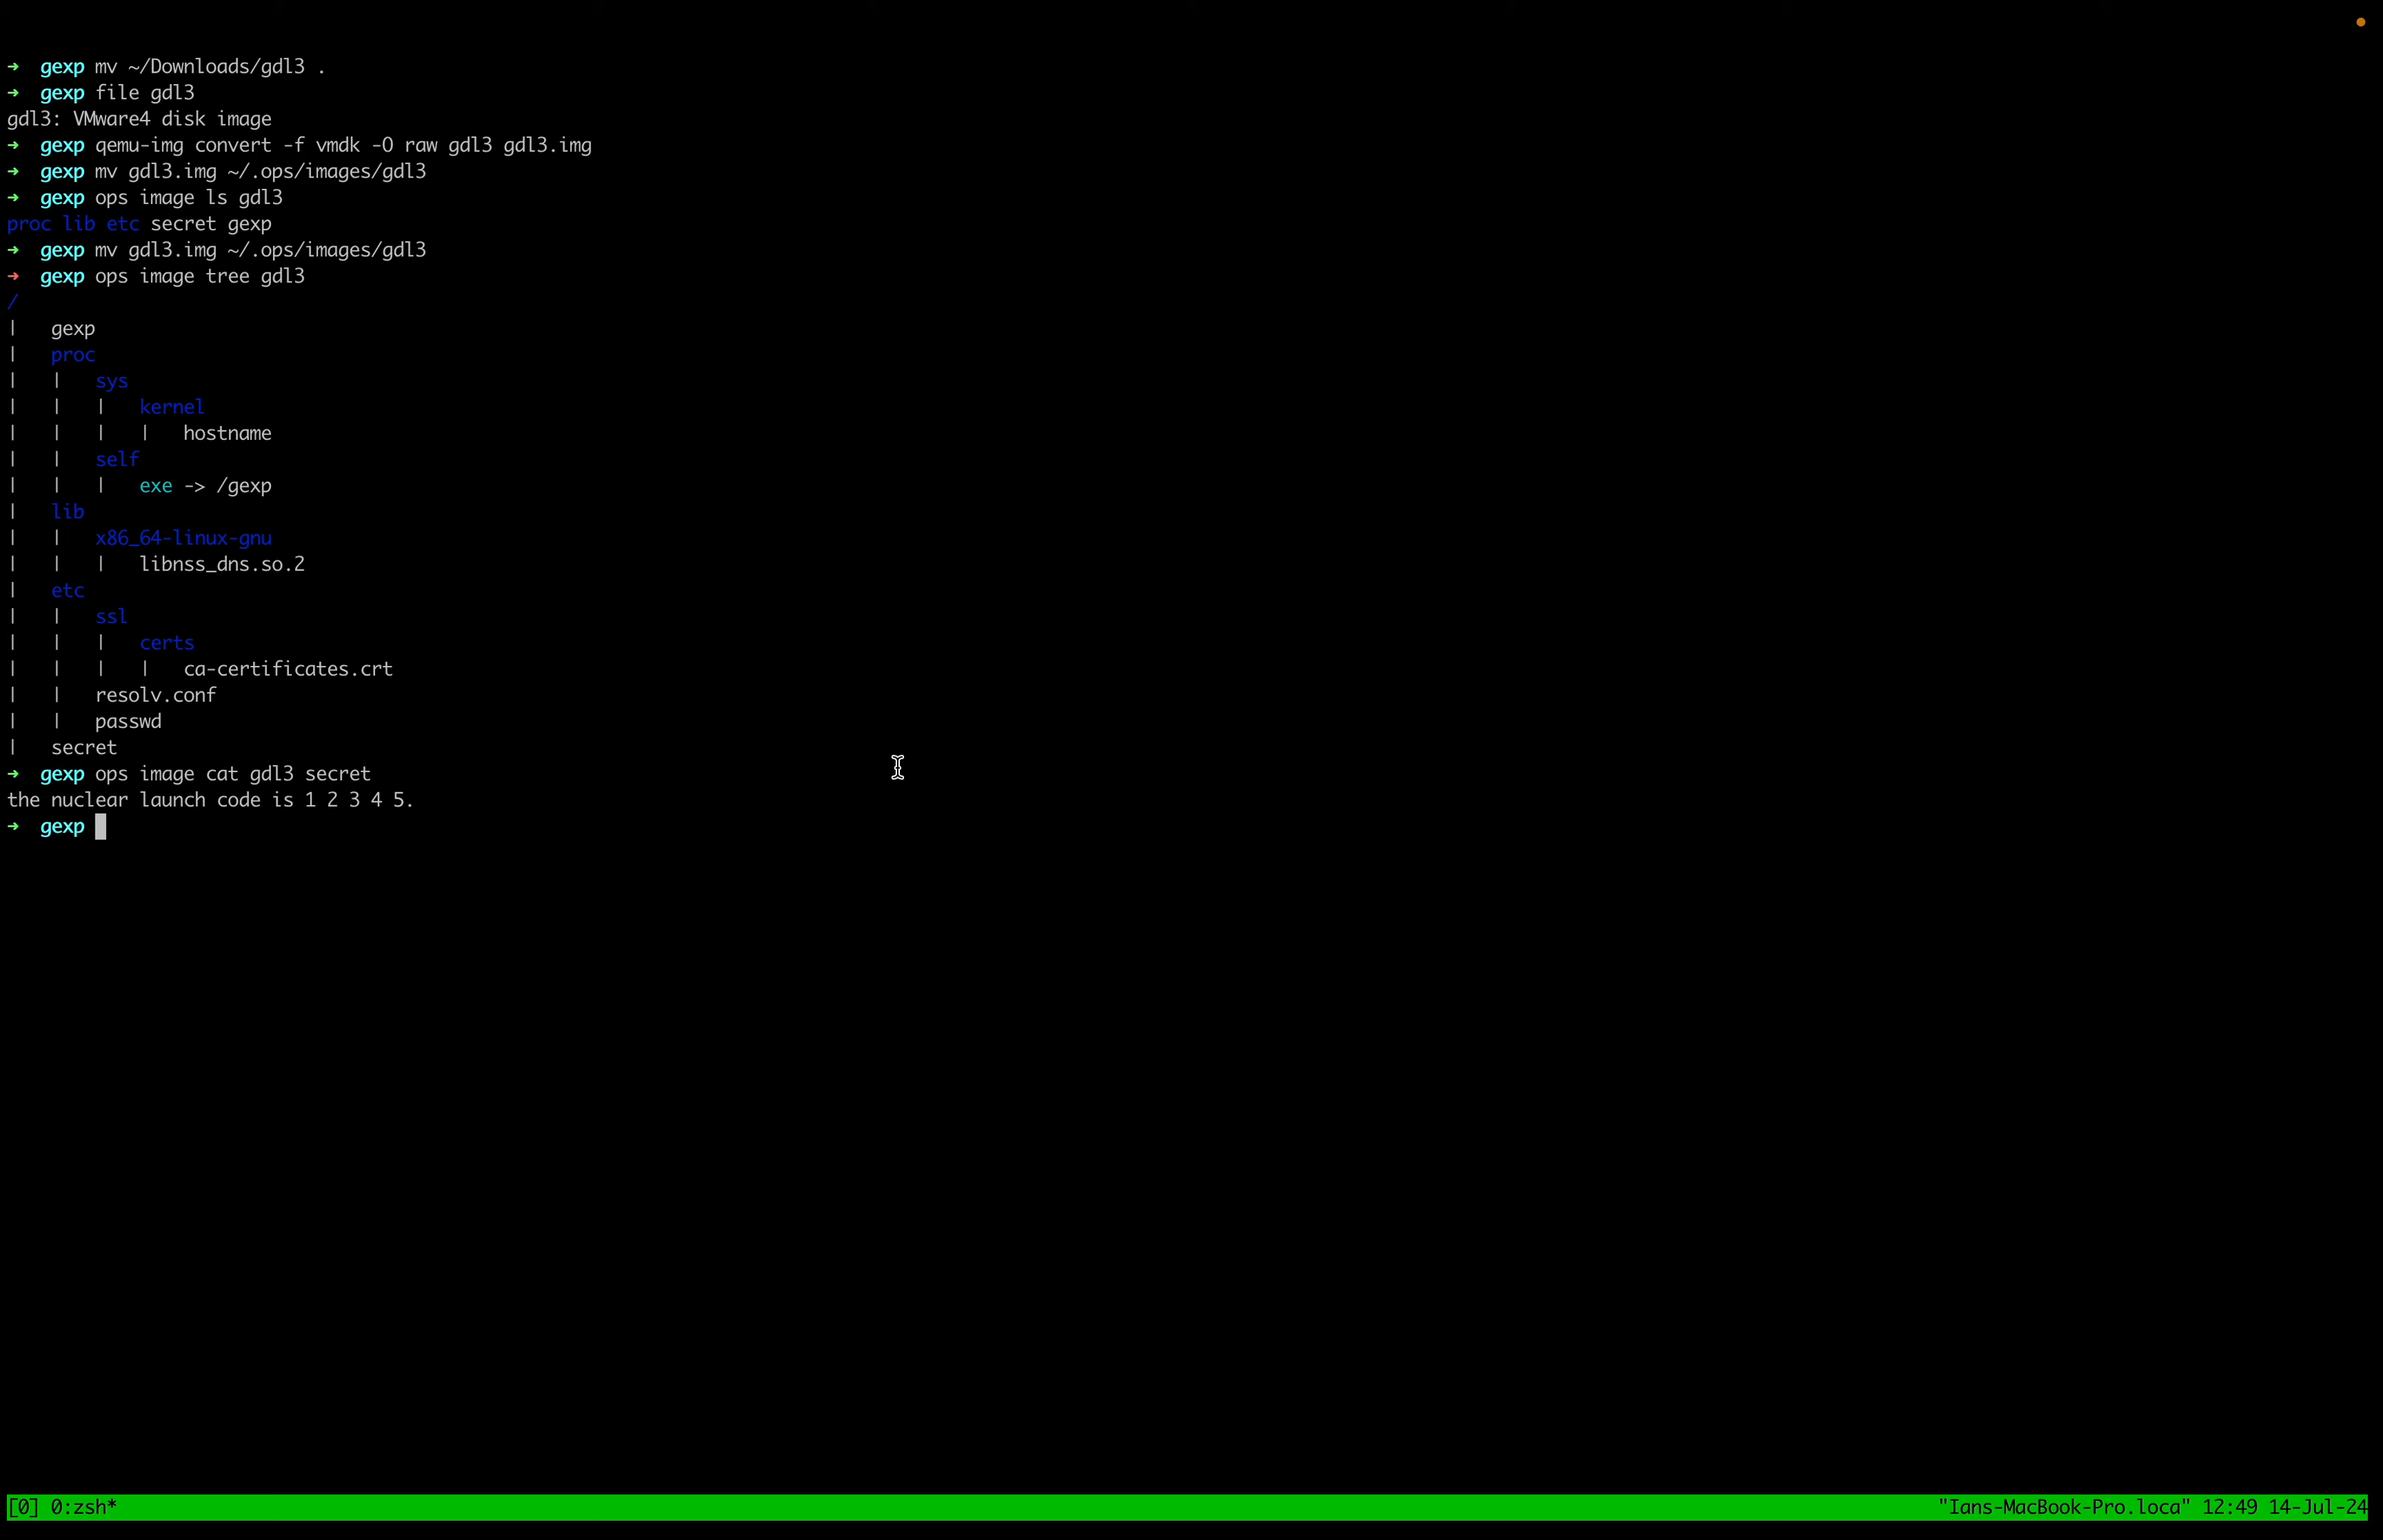 ➜  gexp mv ~/Downloads/gdl3 .
➜  gexp file gdl3
gdl3: VMware4 disk image
➜  gexp qemu-img convert -f vmdk -O raw gdl3 gdl3.img
➜  gexp mv gdl3.img ~/.ops/images/gdl3
➜  gexp ops image ls gdl3
proc lib etc secret gexp
➜  gexp mv gdl3.img ~/.ops/images/gdl3
➜  gexp ops image tree gdl3
/
|   gexp
|   proc
|   |   sys
|   |   |   kernel
|   |   |   |   hostname
|   |   self
|   |   |   exe -> /gexp
|   lib
|   |   x86_64-linux-gnu
|   |   |   libnss_dns.so.2
|   etc
|   |   ssl
|   |   |   certs
|   |   |   |   ca-certificates.crt
|   |   resolv.conf
|   |   passwd
|   secret
➜  gexp ops image cat gdl3 secret
the nuclear launch code is 1 2 3 4 5.
➜  gexp
[0] 0:zsh* "Ians-MacBook-Pro.loca" 12:49 14-Jul-24